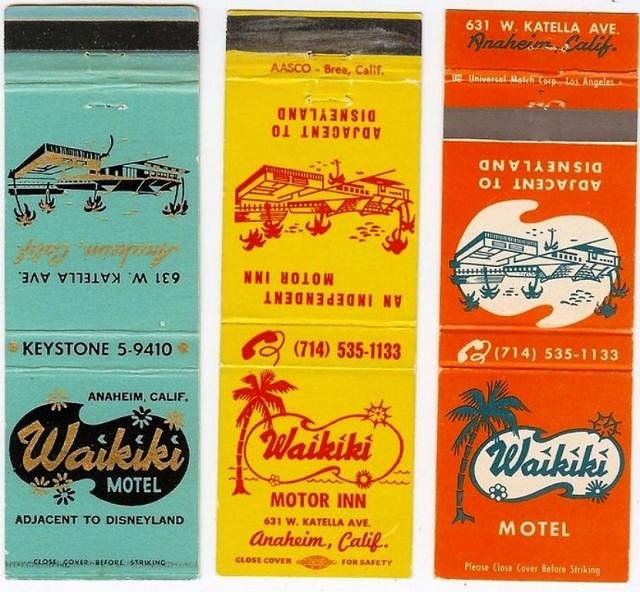 Anaheim, Calif.
631 W. KATELLA AVE.
KEYSTONE 5-9410
ANAHEIM, CALIF.
Waikiki
MOTEL
ADJACENT TO DISNEYLAND
CLOSE COVER BEFORE STRIKING
AASCO - Brea, Calif.
ADJACENT TO
DISNEYLAND
AN INDEPENDENT
MOTOR INN
(714) 535-1133
Waikiki
MOTOR INN
631 W. KATELLA AVE.
Anaheim, Calif.
CLOSE COVER FOR SAFETY
631 W. KATELLA AVE.
Anaheim, Calif.
Universal Match Corp., Los Angeles
ADJACENT TO
DISNEYLAND
(714) 535-1133
Waikiki
MOTEL
Please Close Cover Before Striking